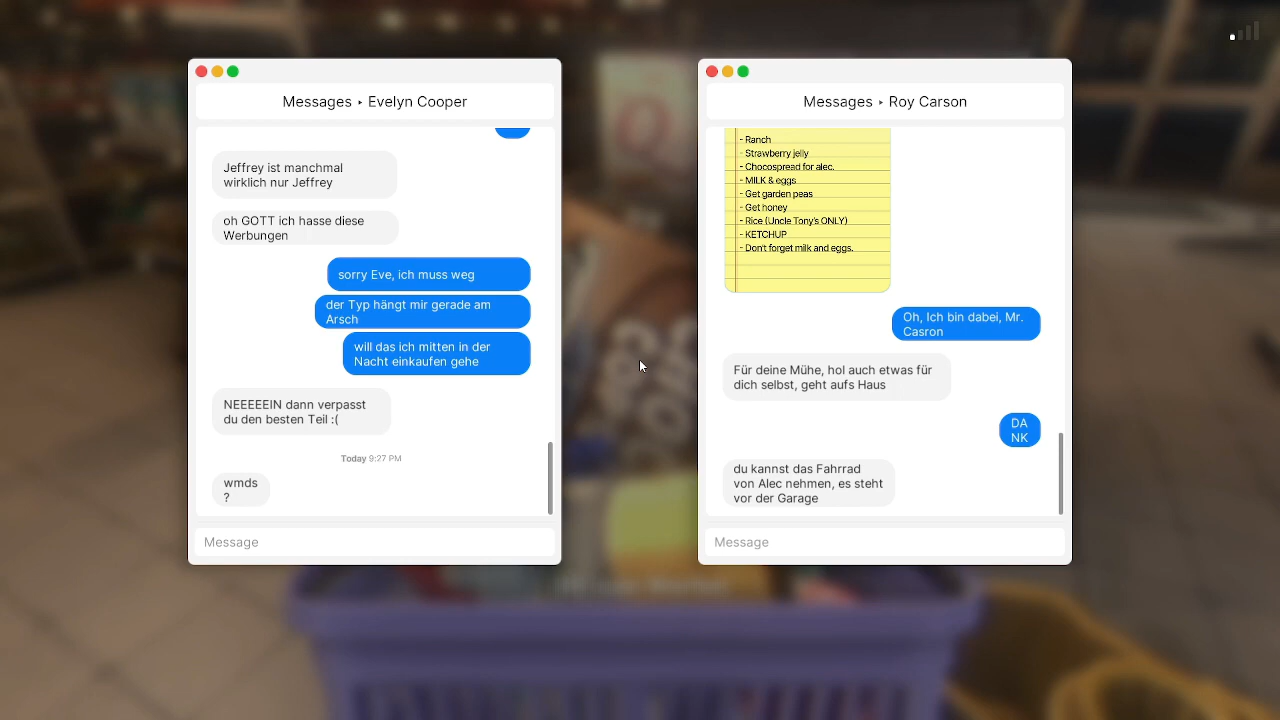 Messages ▸ Evelyn Cooper
Jeffrey ist manchmal
wirklich nur Jeffrey
oh GOTT ich hasse diese
Werbungen
sorry Eve, ich muss weg
der Typ hängt mir gerade am
Arsch
will das ich mitten in der
Nacht einkaufen gehe
NEEEEEIN dann verpasst
du den besten Teil :(
Today 9:27 PM
wmds
?
Message
Messages ▸ Roy Carson
- Ranch
- Strawberry jelly
- Chocospread for alec.
- MILK & eggs
- Get garden peas
- Get honey
- Rice (Uncle Tony's ONLY)
- KETCHUP
- Don't forget milk and eggs.
Oh, Ich bin dabei, Mr.
Casron
Für deine Mühe, hol auch etwas für
dich selbst, geht aufs Haus
DA
NK
du kannst das Fahrrad
von Alec nehmen, es steht
vor der Garage
Message